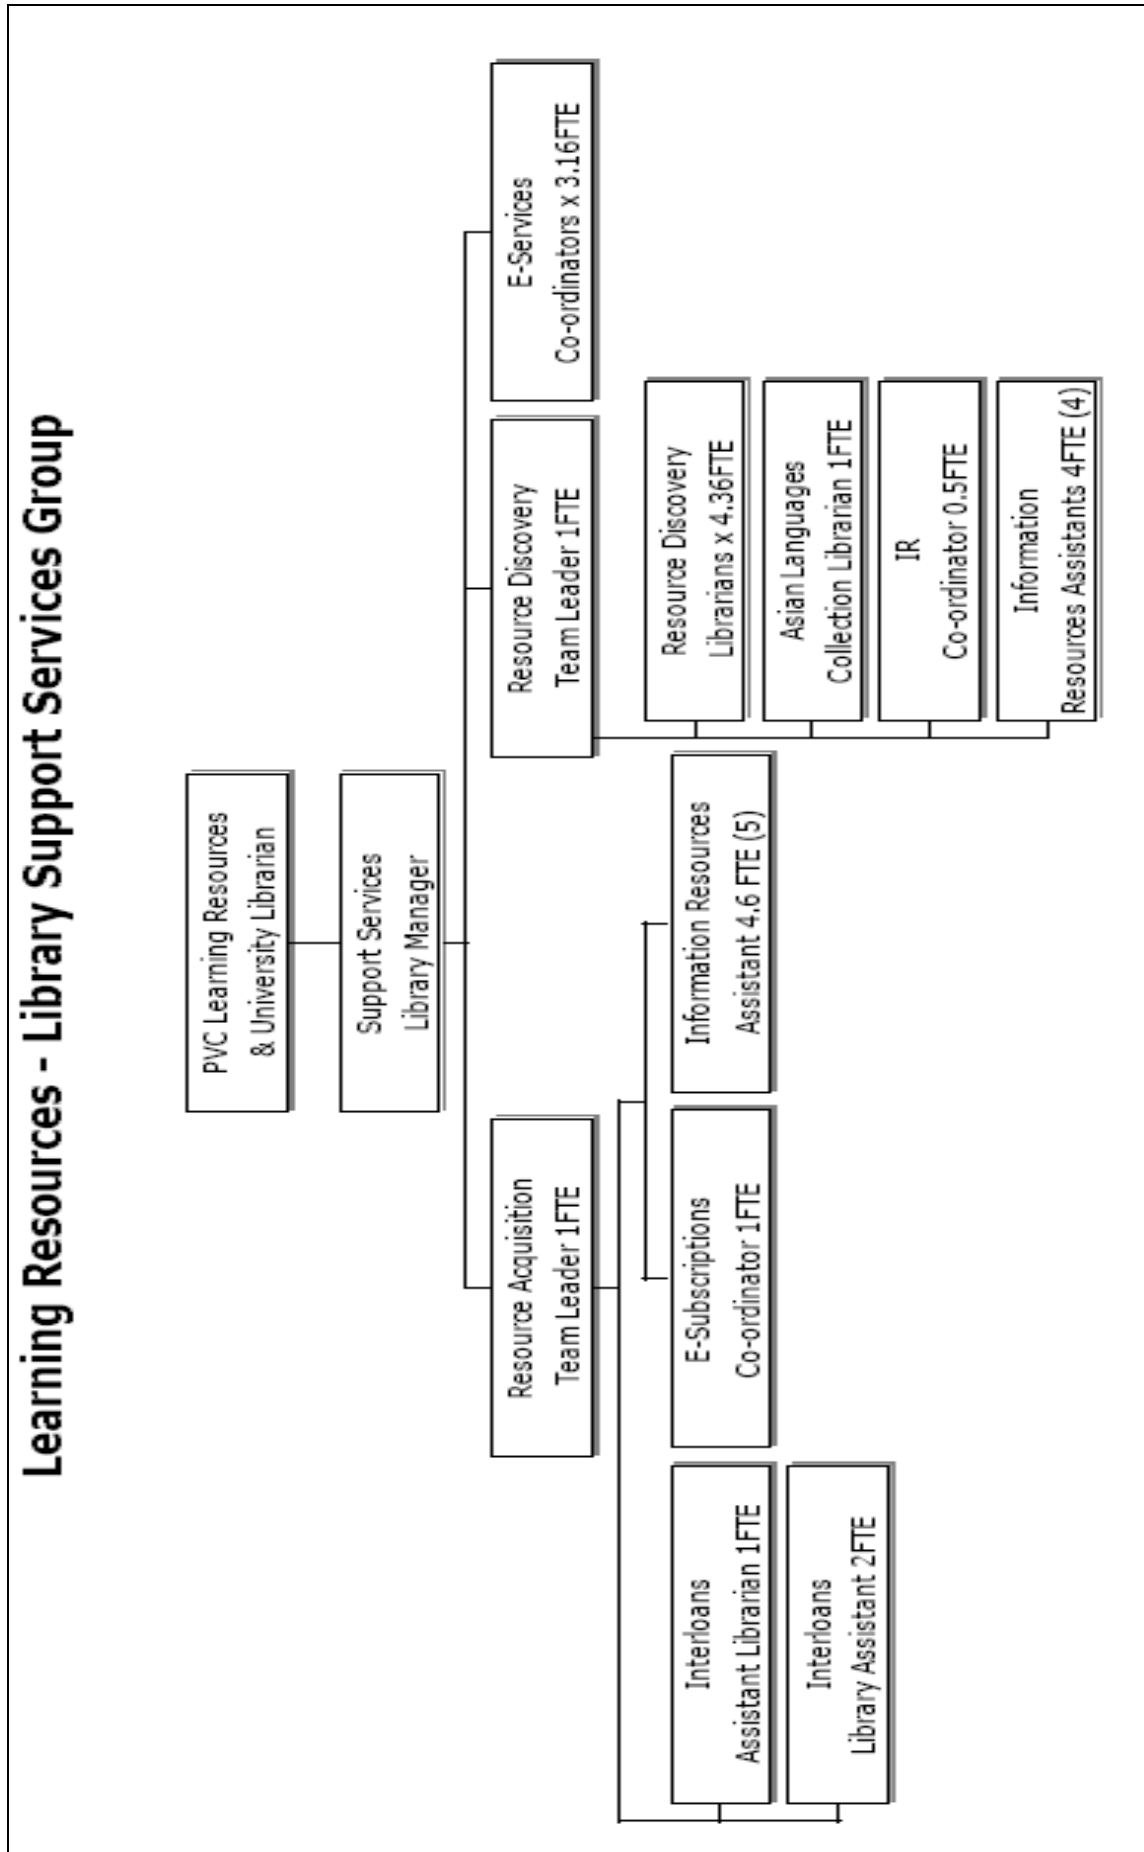 Learning Resources - Library Support Services Group
PVC Learning Resources
& University Librarian
Support Services
Library Manager
Resource Acquisition
Team Leader 1FTE
Resource Discovery
Team Leader 1FTE
E-Services
Co-ordinators x 3.16FTE
Interloans
Assistant Librarian 1FTE
Interloans
Library Assistant 2FTE
E-Subscriptions
Co-ordinator 1FTE
Information Resources
Assistant 4.6 FTE (5)
Resource Discovery
Librarians x 4.36FTE
Asian Languages
Collection Librarian 1FTE
IR
Co-ordinator 0.5FTE
Information
Resources Assistants 4FTE (4)